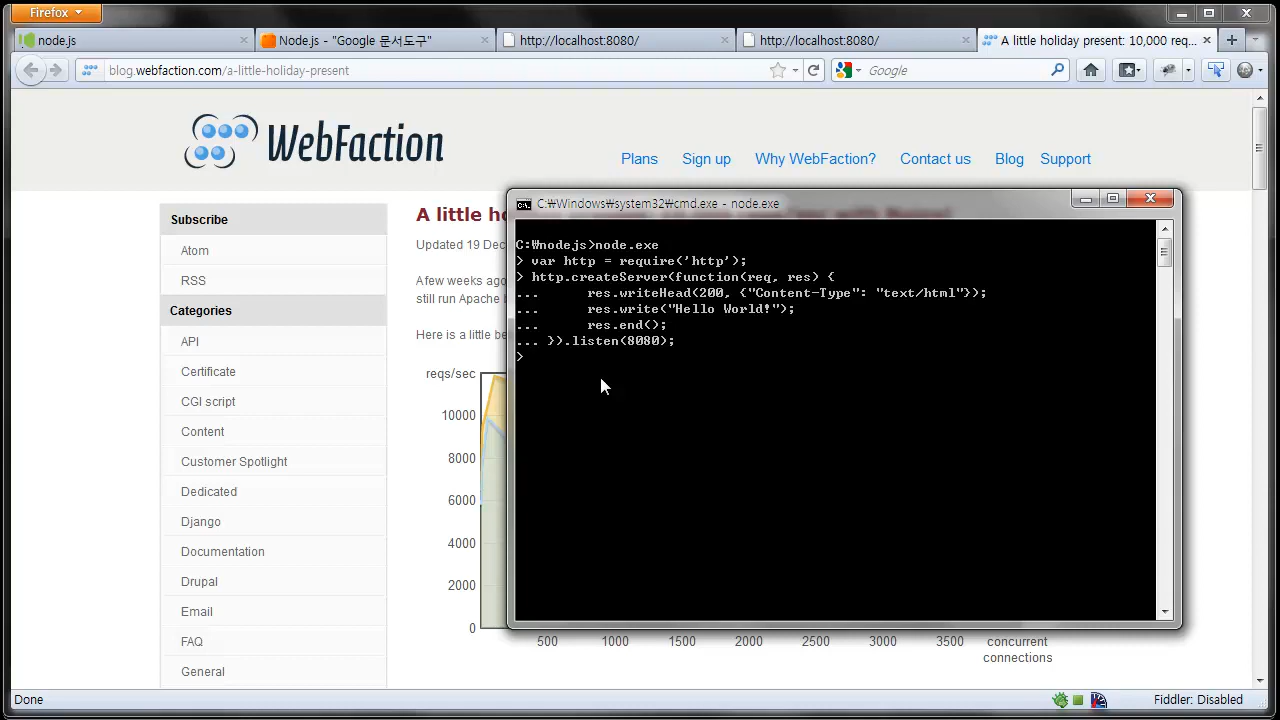 Firefox
node.js
Node.js - "Google 문서도구"
http://localhost:8080/
http://localhost:8080/
A little holiday present: 10,000 req...
blog.webfaction.com/a-little-holiday-present
Google
WebFaction
Plans
Sign up
Why WebFaction?
Contact us
Blog
Support
Subscribe
Atom
RSS
Categories
API
Certificate
CGI script
Content
Customer Spotlight
Dedicated
Django
Documentation
Drupal
Email
FAQ
General
A little
Updated 19 Dec
Afew weeks ago
still run Apache
Here is a little
reqs/sec
10000
8000
6000
4000
2000
0
500
1000
1500
2000
2500
3000
3500
concurrent
connections
C:\Windows\system32\cmd.exe - node.exe
C:₩nodejs>node.exe
> var http = require('http');
> http.createServer(function(req, res) {
... res.writeHead(200, {"Content-Type": "text/html"});
... res.write("Hello World!");
... res.end();
... }).listen(8080);
>
Done
Fiddler: Disabled